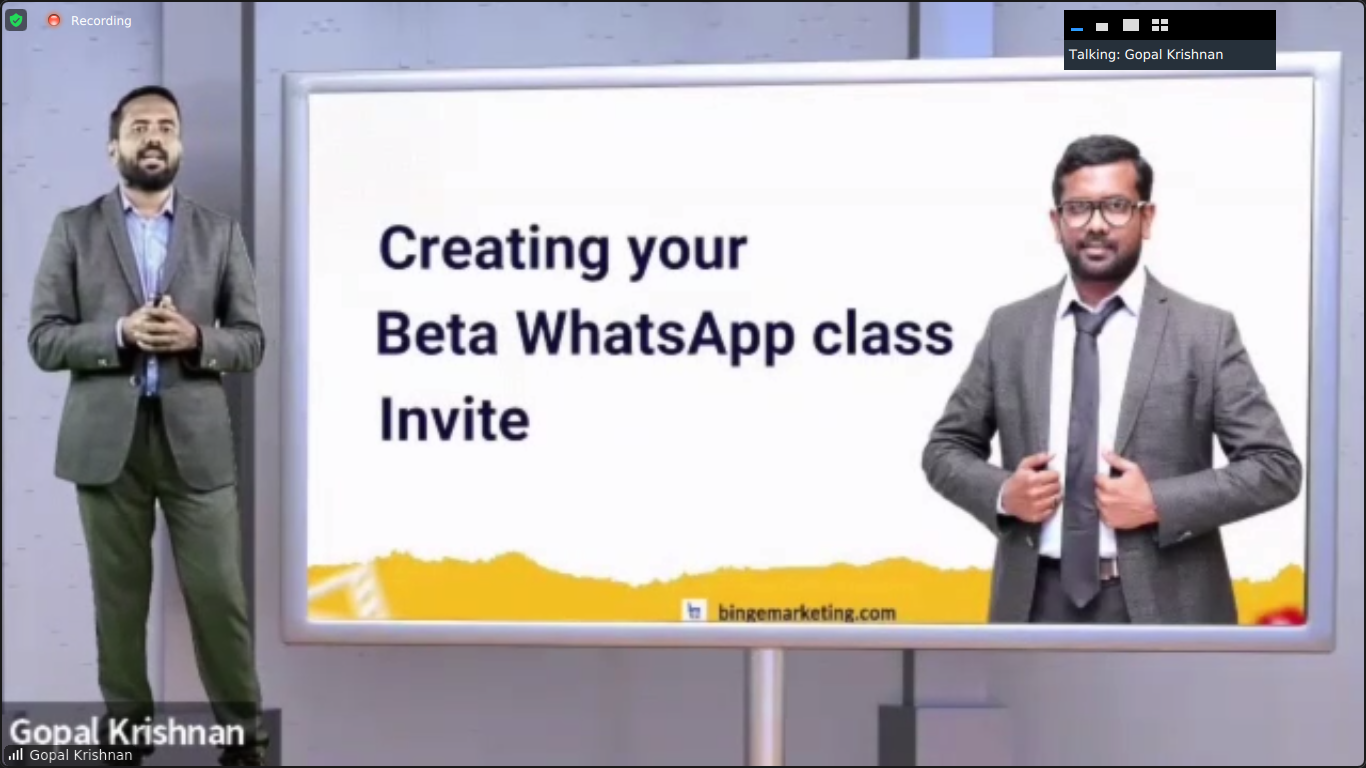 Recording
Talking: Gopal Krishnan
Creating your
Beta WhatsApp class
Invite
bingemarketing.com
Gopal Krishnan
Gopal Krishnan